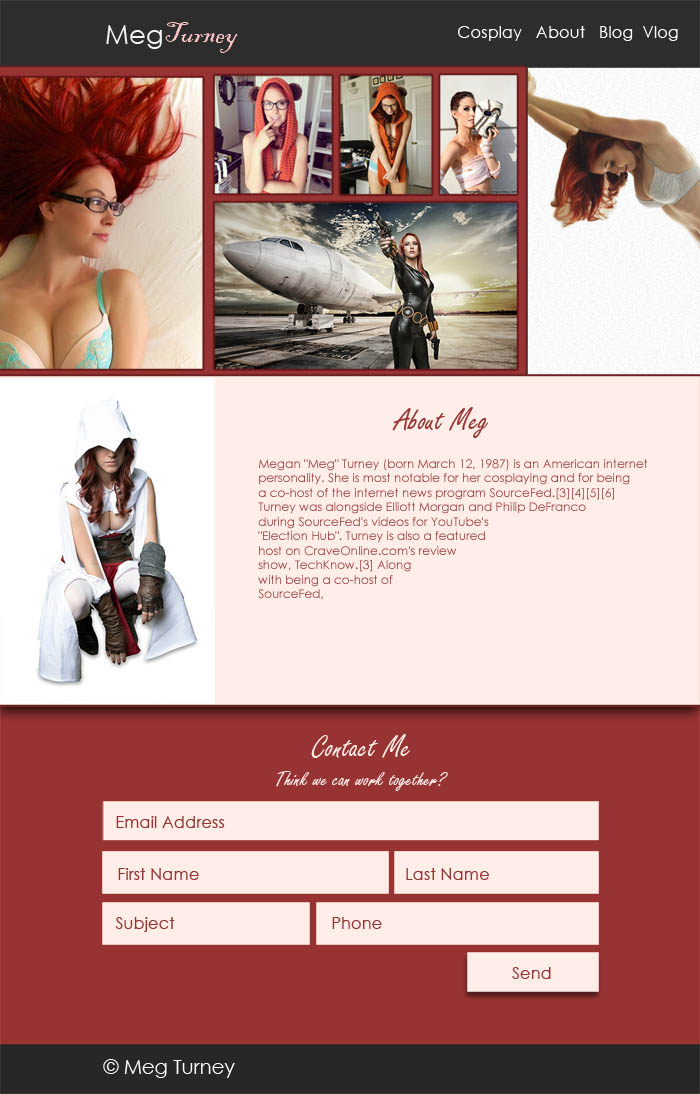 Meg Turney
Cosplay About Blog Vlog
About Meg
Megan "Meg" Turney (born March 12, 1987) is an American internet
personality. She is most notable for her cosplaying and for being
a co-host of the internet news program SourceFed.[3][4][5][6]
Turney was alongside Elliott Morgan and Philip DeFranco
during SourceFed's videos for YouTube's
"Election Hub". Turney is also a featured
host on CraveOnline.com's review
show, TechKnow.[3] Along
with being a co-host of
SourceFed,
Contact Me
Think we can work together?
Email Address
First Name
Last Name
Subject
Phone
Send
© Meg Turney